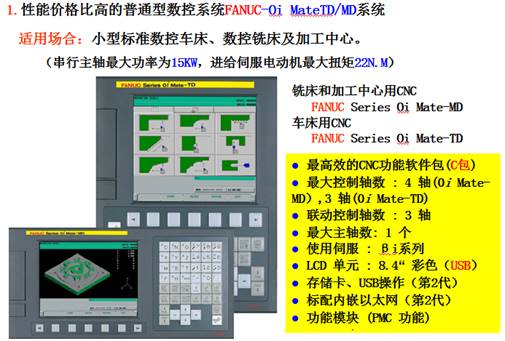 1. 性能价格比高的普通型数控系统FANUC-Oi MateTD/MD系统
适用场合：小型标准数控车床、数控铣床及加工中心。
（串行主轴最大功率为15KW，进给伺服电动机最大扭矩22N.M）
FANUC Series Oi Mate-TD
FANUC Series Oi Mate-MD
铣床和加工中心用CNC
FANUC Series Oi Mate-MD
车床用CNC
FANUC Series Oi Mate-TD
● 最高效的CNC功能软件包(C包)
● 最大控制轴数 : 4 轴(0i Mate-
MD) ,3 轴(0i Mate-TD)
● 联动控制轴数 : 3 轴
● 最大主轴数: 1 个
● 使用伺服 : βi系列
● LCD 单元 : 8.4“ 彩色（USB）
● 存储卡、USB操作（第2代）
● 标配内嵌以太网（第2代）
● 功能模块 (PMC 功能)